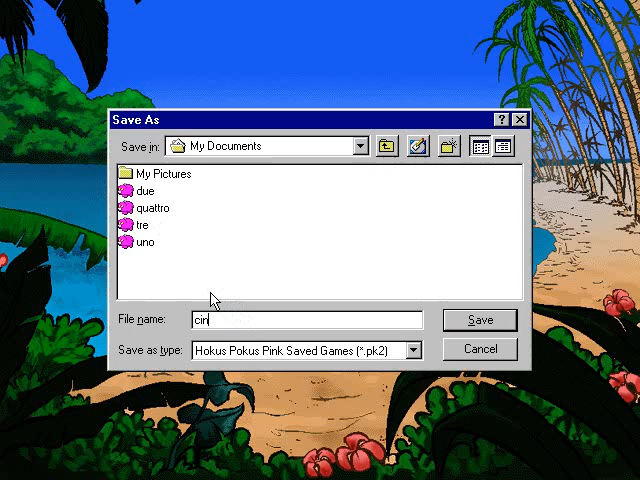 Save As
Save in: My Documents
My Pictures
due
quattro
tre
uno
File name: cin Save
Save as type: Hokus Pokus Pink Saved Games (*.pk2) Cancel